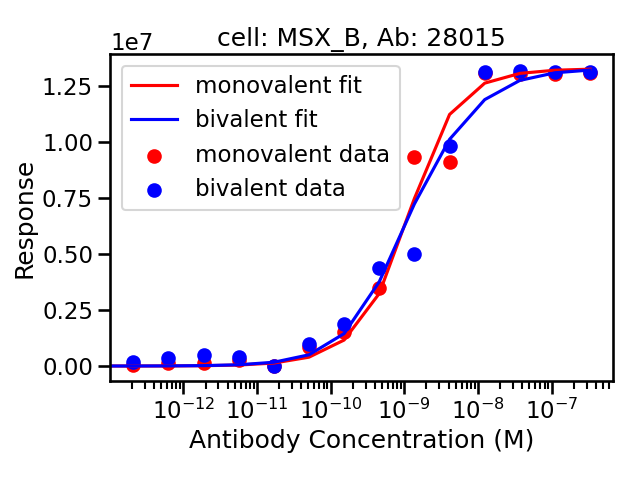 cell: MSX_B, Ab: 28015
1e7
monovalent fit
bivalent fit
monovalent data
bivalent data
Response
1.25
1.00
0.75
0.50
0.25
0.00
10⁻¹² 10⁻¹¹ 10⁻¹⁰ 10⁻⁹ 10⁻⁸ 10⁻⁷
Antibody Concentration (M)